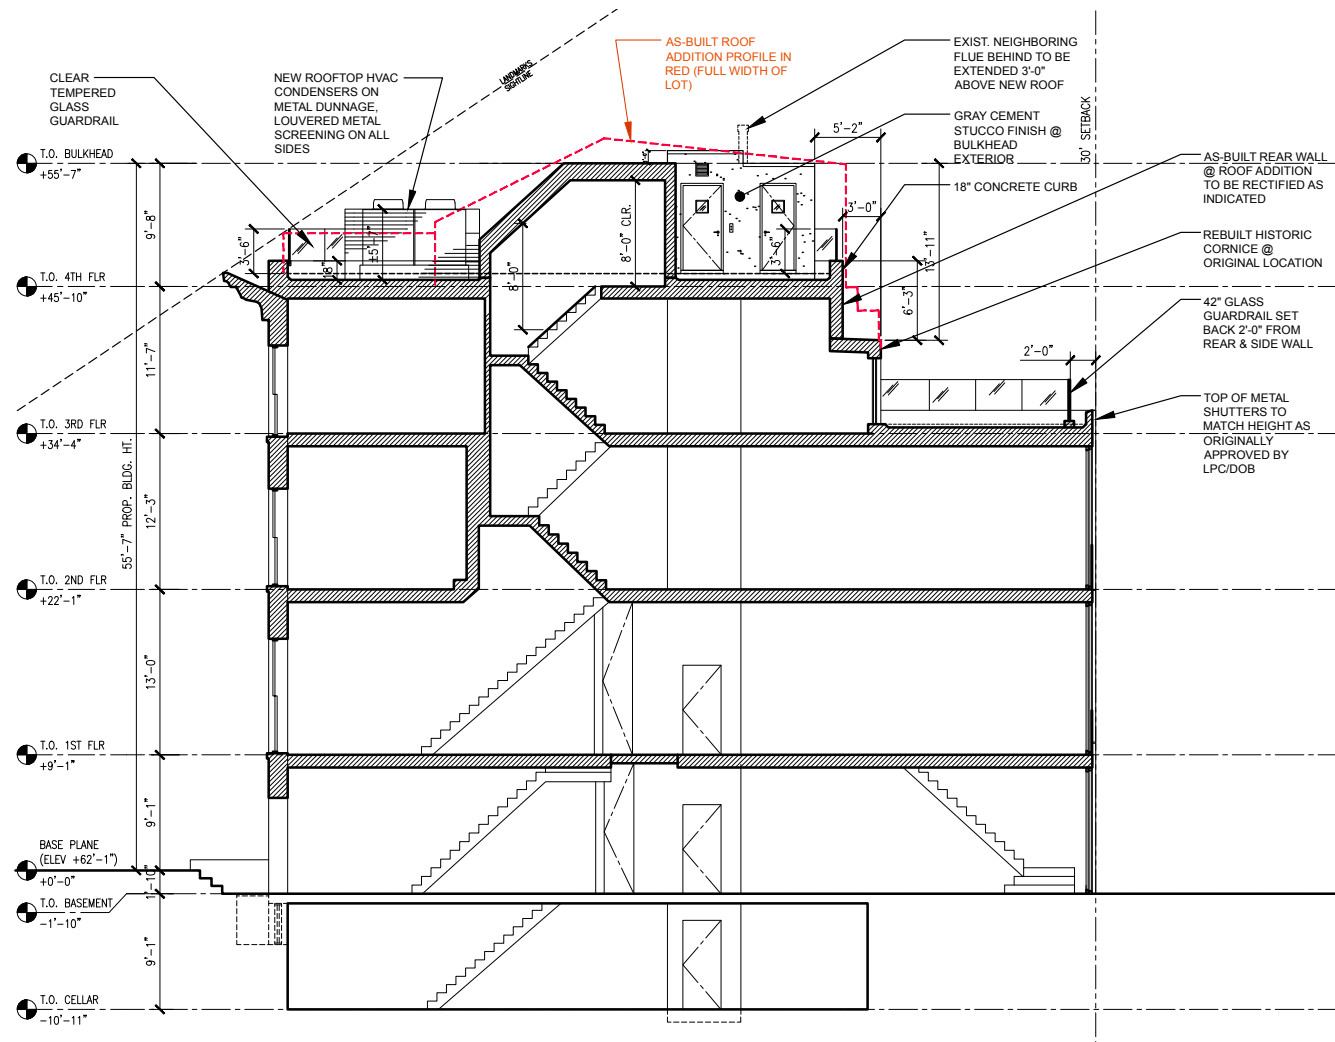 CLEAR
TEMPERED
GLASS
GUARDRAIL
NEW ROOFTOP HVAC
CONDENSERS ON
METAL DUNNAGE,
LOUVERED METAL
SCREENING ON ALL
SIDES
LANDMARKS
SIGHTLINE
AS-BUILT ROOF
ADDITION PROFILE IN
RED (FULL WIDTH OF
LOT)
EXIST. NEIGHBORING
FLUE BEHIND TO BE
EXTENDED 3'-0"
ABOVE NEW ROOF
GRAY CEMENT
STUCCO FINISH @
BULKHEAD
EXTERIOR
18" CONCRETE CURB
30' SETBACK
AS-BUILT REAR WALL
@ ROOF ADDITION
TO BE RECTIFIED AS
INDICATED
REBUILT HISTORIC
CORNICE @
ORIGINAL LOCATION
42" GLASS
GUARDRAIL SET
BACK 2'-0" FROM
REAR & SIDE WALL
TOP OF METAL
SHUTTERS TO
MATCH HEIGHT AS
ORIGINALLY
APPROVED BY
LPC/DOB
T.O. BULKHEAD
+55'-7"
T.O. 4TH FLR
+45'-10"
T.O. 3RD FLR
+34'-4"
T.O. 2ND FLR
+22'-1"
T.O. 1ST FLR
+9'-1"
BASE PLANE
(ELEV +62'-1")
+0'-0"
T.O. BASEMENT
-1'-10"
T.O. CELLAR
-10'-11"
55'-7" PROP. BLDG. HT.
9'-8"
11'-7"
12'-3"
13'-0"
9'-1"
1'-10"
9'-1"
3'-6"
18"
±5'-7"
8'-0"
8'-0" CLR.
3'-6"
5'-2"
3'-0"
13'-11"
6'-3"
2'-0"